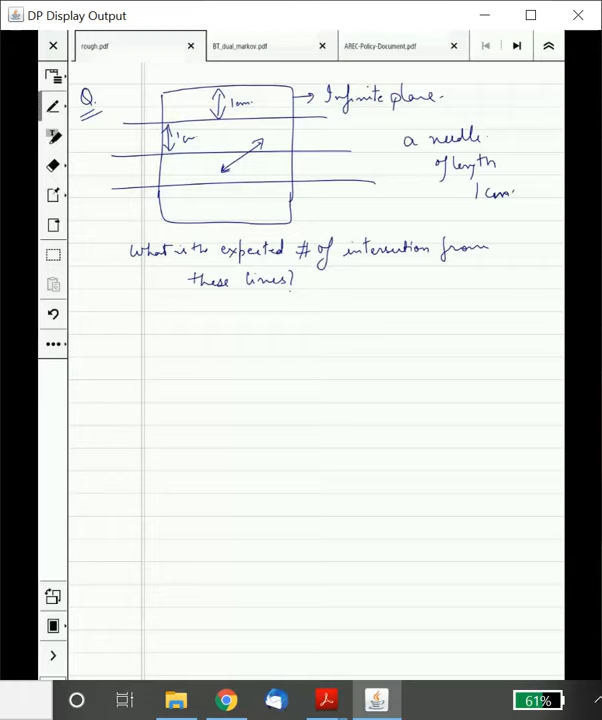 DP Display Output
rough.pdf
BT_dual_markov.pdf
AREC-Policy-Document.pdf
Q.
1cm.
Infinite plane.
1cm
a needle
of length
1 cm.
What is the expected # of intersection from
these lines?
61%